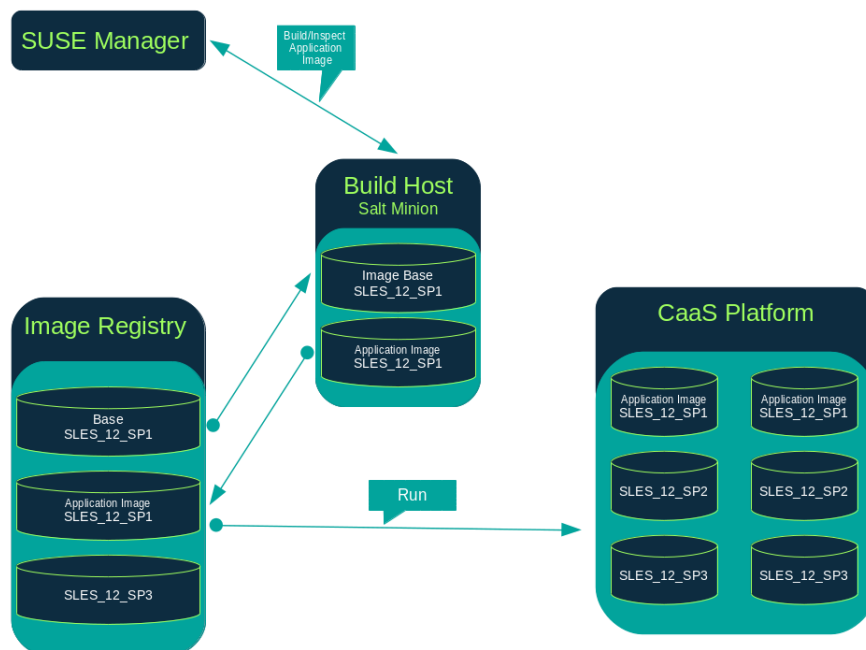 SUSE Manager
Build/Inspect
Application
Image
Build Host
Salt Minion
Image Base
SLES_12_SP1
Application Image
SLES_12_SP1
Image Registry
Base
SLES_12_SP1
Application Image
SLES_12_SP1
SLES_12_SP3
Run
CaaS Platform
Application Image
SLES_12_SP1
Application Image
SLES_12_SP1
SLES_12_SP2
SLES_12_SP2
SLES_12_SP3
SLES_12_SP3